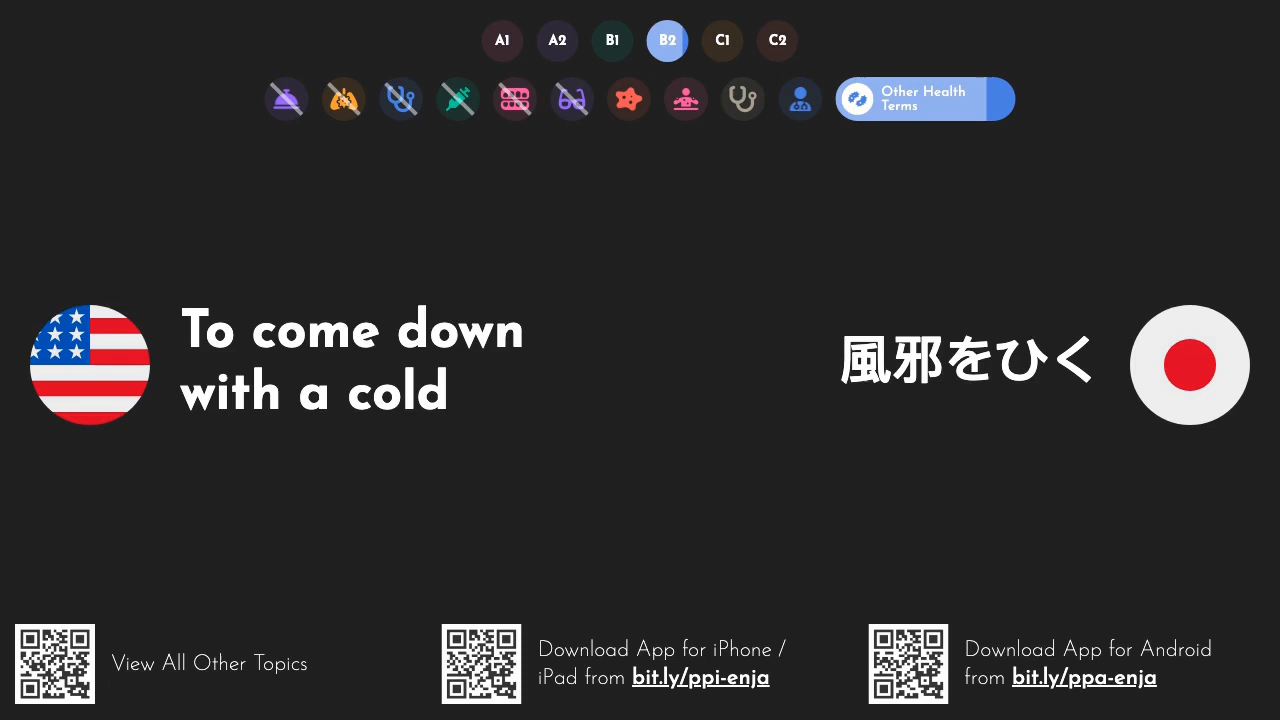 A1 A2 B1 B2 C1 C2
Other Health
Terms
To come down
with a cold
風邪をひく
View All Other Topics
Download App for iPhone /
iPad from bit.ly/ppi-enja
Download App for Android
from bit.ly/ppa-enja